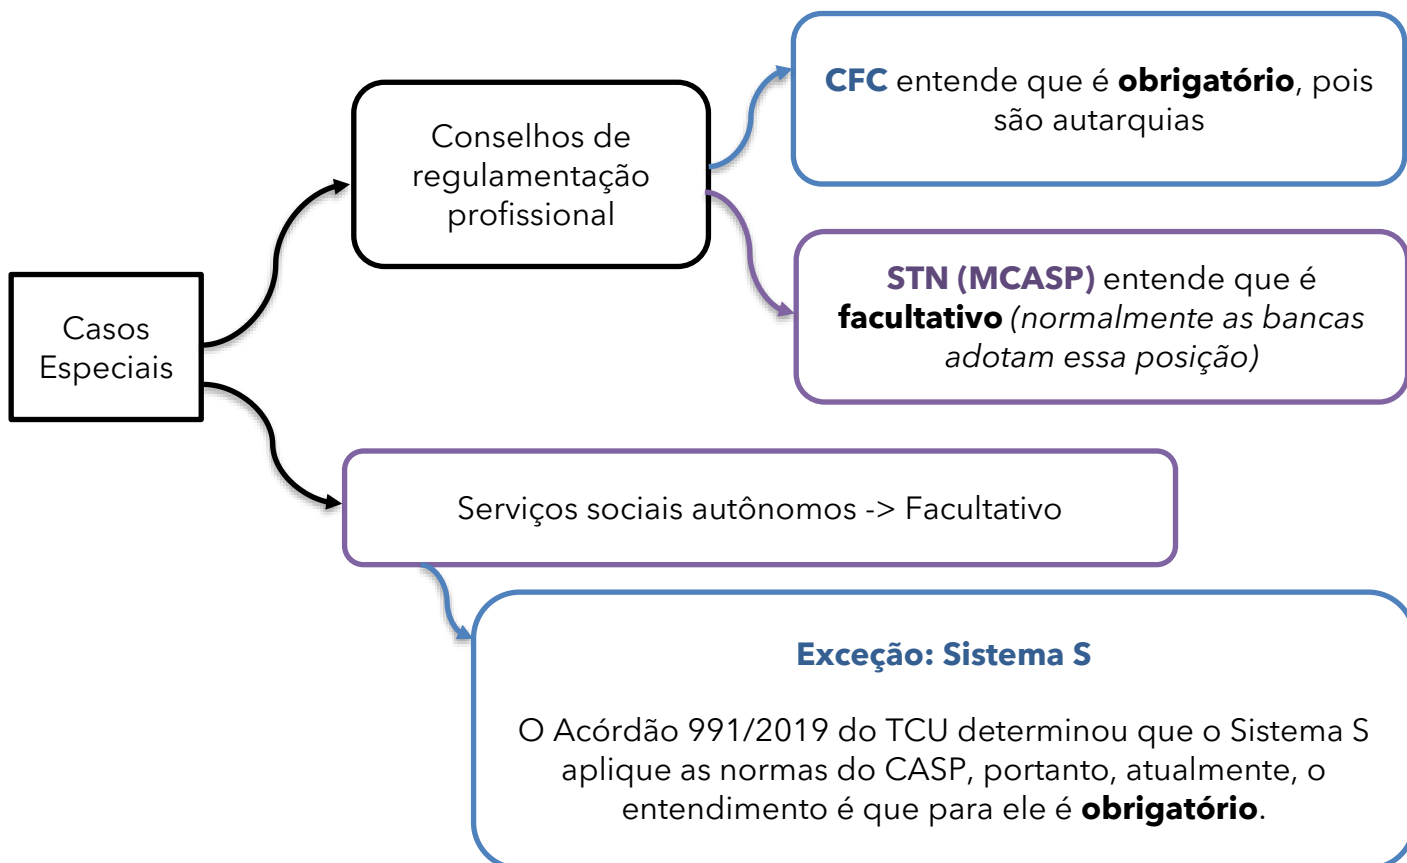 CFC entende que é obrigatório, pois
são autarquias
Conselhos de
regulamentação
profissional
STN (MCASP) entende que é
facultativo (normalmente as bancas
adotam essa posição)
Casos
Especiais
Serviços sociais autônomos -> Facultativo
Exceção: Sistema S
O Acórdão 991/2019 do TCU determinou que o Sistema S
aplique as normas do CASP, portanto, atualmente, o
entendimento é que para ele é obrigatório.